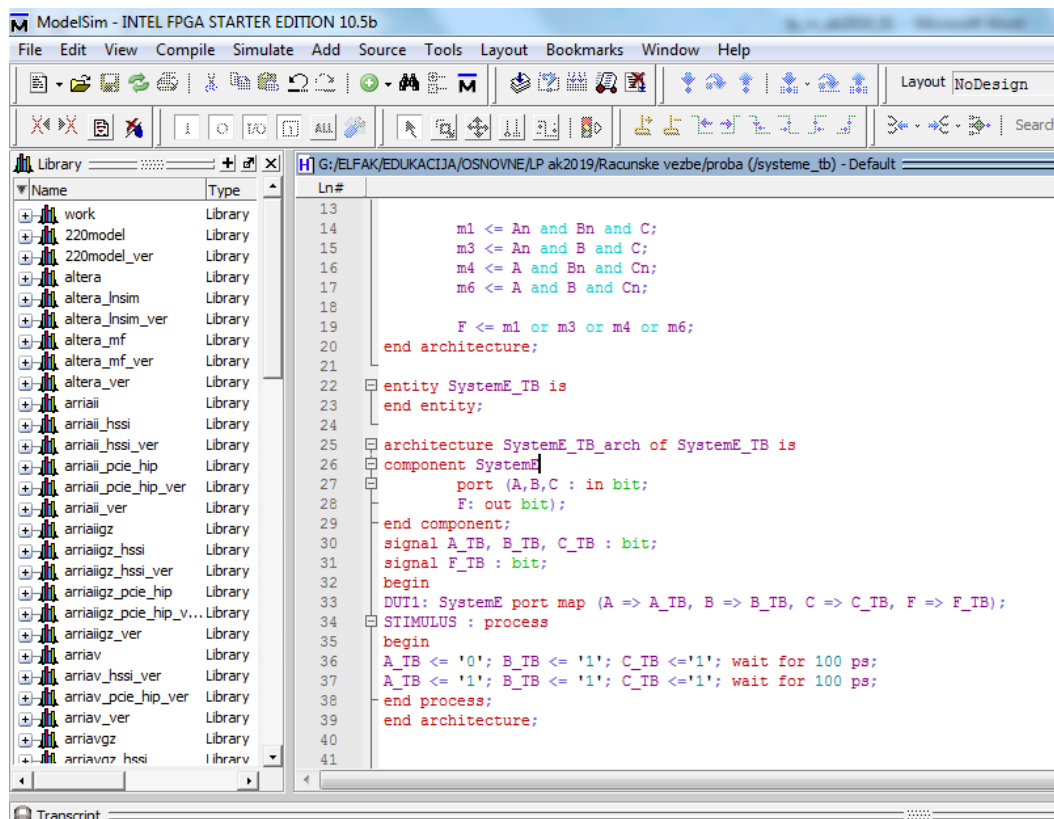 ModelSim - INTEL FPGA STARTER EDITION 10.5b
File Edit View Compile Simulate Add Source Tools Layout Bookmarks Window Help
Layout NoDesign
I O I/O ALL Search
Library
Name Type
work Library
220model Library
220model_ver Library
altera Library
altera_lnsim Library
altera_lnsim_ver Library
altera_mf Library
altera_mf_ver Library
altera_ver Library
arriaii Library
arriaii_hssi Library
arriaii_hssi_ver Library
arriaii_pcie_hip Library
arriaii_pcie_hip_ver Library
arriaii_ver Library
arriaiigz Library
arriaiigz_hssi Library
arriaiigz_hssi_ver Library
arriaiigz_pcie_hip Library
arriaiigz_pcie_hip_v... Library
arriaiigz_ver Library
arriav Library
arriav_hssi_ver Library
arriav_pcie_hip_ver Library
arriav_ver Library
arriavgz Library
arriavgz_hssi Library
G:/ELFAK/EDUKACIJA/OSNOVNE/LP ak2019/Racunske vezbe/proba (/systeme_tb) - Default
Ln#
13
14 m1 <= An and Bn and C;
15 m3 <= An and B and C;
16 m4 <= A and Bn and Cn;
17 m6 <= A and B and Cn;
18
19 F <= m1 or m3 or m4 or m6;
20 end architecture;
21
22 entity SystemE_TB is
23 end entity;
24
25 architecture SystemE_TB_arch of SystemE_TB is
26 component SystemE
27 port (A,B,C : in bit;
28 F: out bit);
29 end component;
30 signal A_TB, B_TB, C_TB : bit;
31 signal F_TB : bit;
32 begin
33 DUT1: SystemE port map (A => A_TB, B => B_TB, C => C_TB, F => F_TB);
34 STIMULUS : process
35 begin
36 A_TB <= '0'; B_TB <= '1'; C_TB <='1'; wait for 100 ps;
37 A_TB <= '1'; B_TB <= '1'; C_TB <='1'; wait for 100 ps;
38 end process;
39 end architecture;
40
41
Transcript